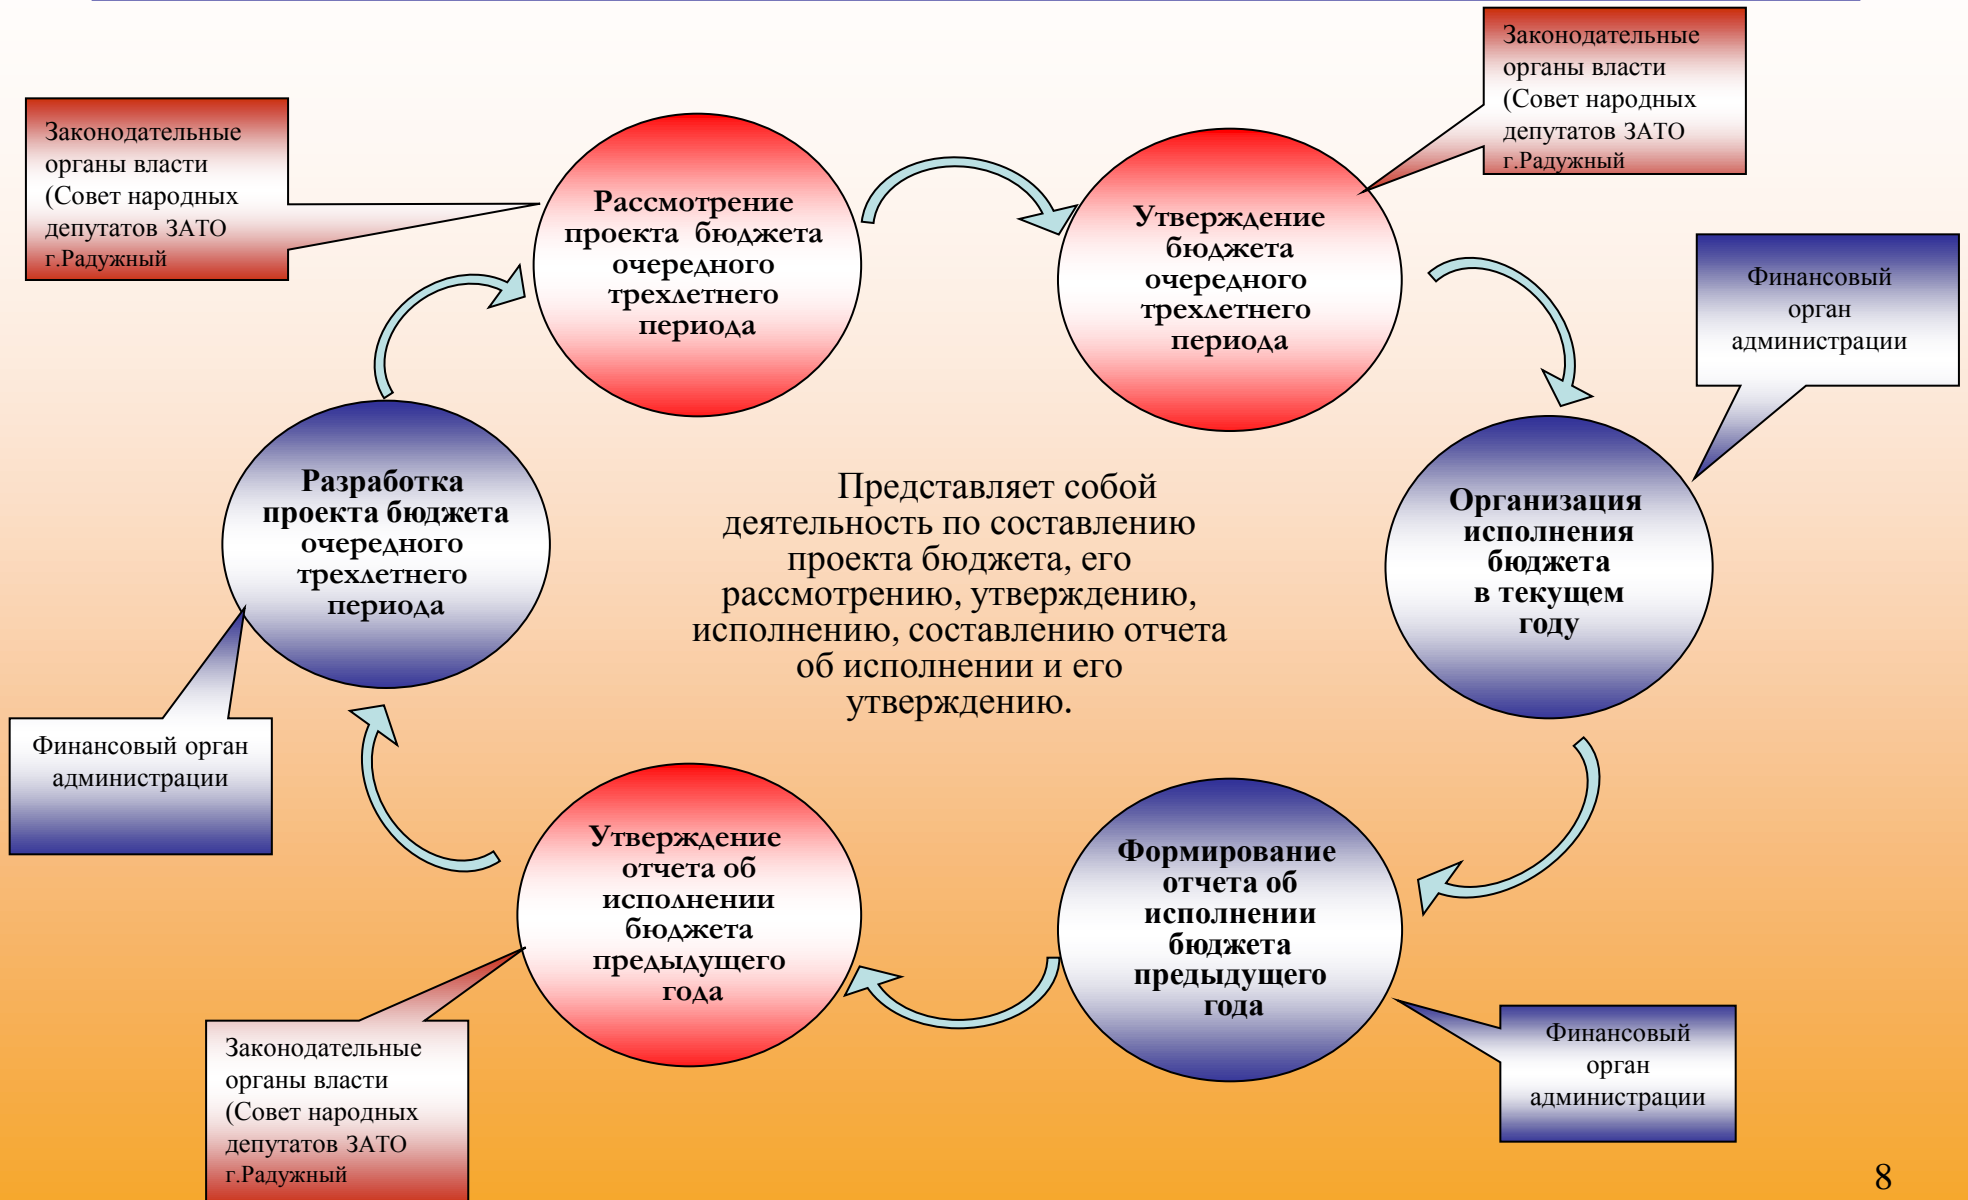 Законодательные
органы власти
(Совет народных
депутатов ЗАТО
г.Радужный
Законодательные
органы власти
(Совет народных
депутатов ЗАТО
г.Радужный
Рассмотрение
проекта бюджета
очередного
трехлетнего
периода
Утверждение
бюджета
очередного
трехлетнего
периода
Финансовый
орган
администрации
Разработка
проекта бюджета
очередного
трехлетнего
периода
Представляет собой
деятельность по составлению
проекта бюджета, его
рассмотрению, утверждению,
исполнению, составлению отчета
об исполнении и его
утверждению.
Организация
исполнения
бюджета
в текущем
году
Финансовый орган
администрации
Утверждение
отчета об
исполнении
бюджета
предыдущего
года
Формирование
отчета об
исполнении
бюджета
предыдущего
года
Законодательные
органы власти
(Совет народных
депутатов ЗАТО
г.Радужный
Финансовый
орган
администрации
8